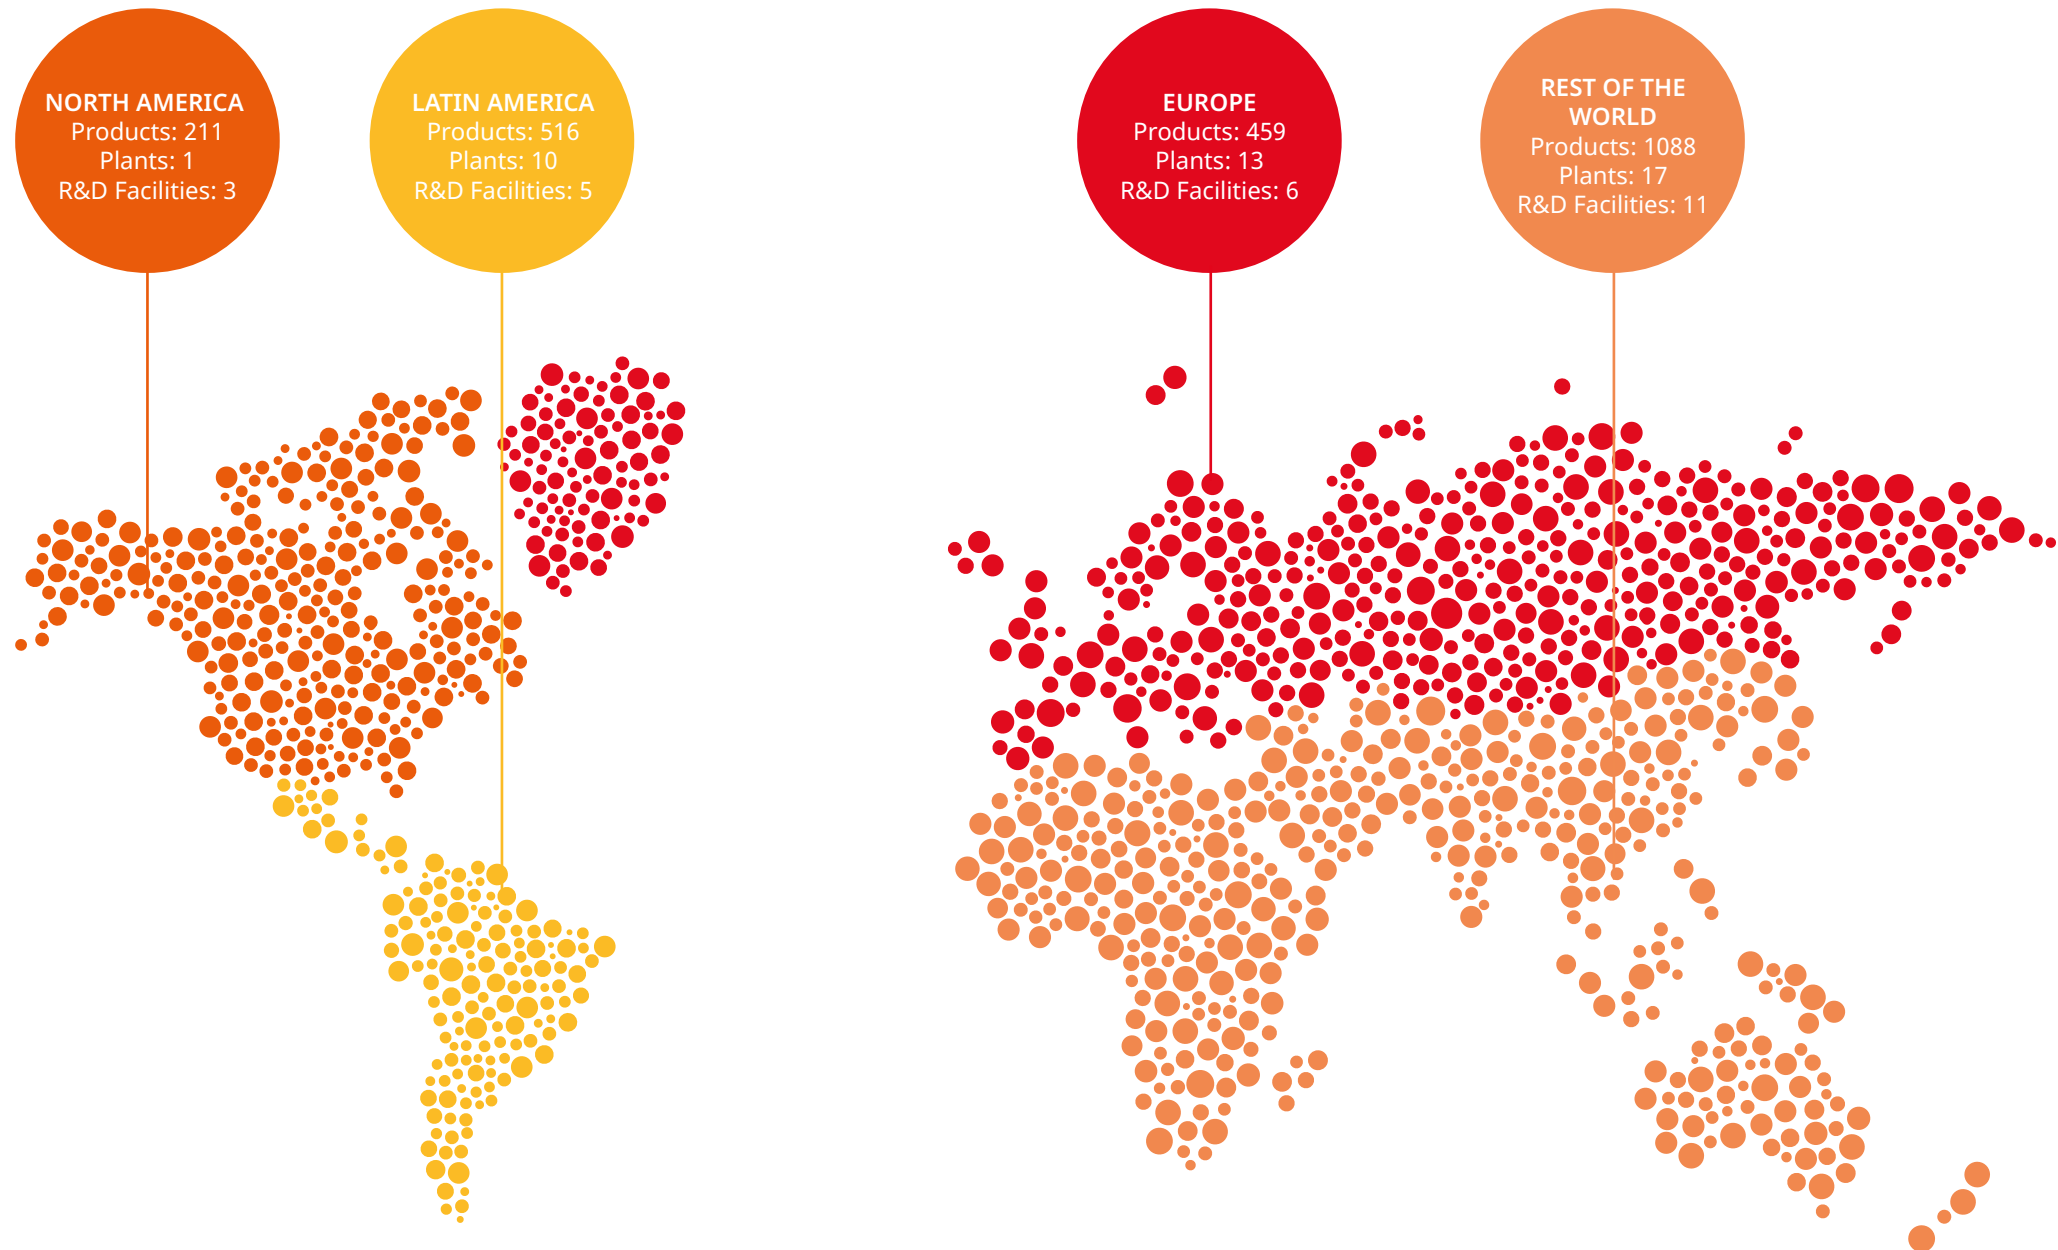 NORTH AMERICA
Products: 211
Plants: 1
R&D Facilities: 3
LATIN AMERICA
Products: 516
Plants: 10
R&D Facilities: 5
EUROPE
Products: 459
Plants: 13
R&D Facilities: 6
REST OF THE
WORLD
Products: 1088
Plants: 17
R&D Facilities: 11